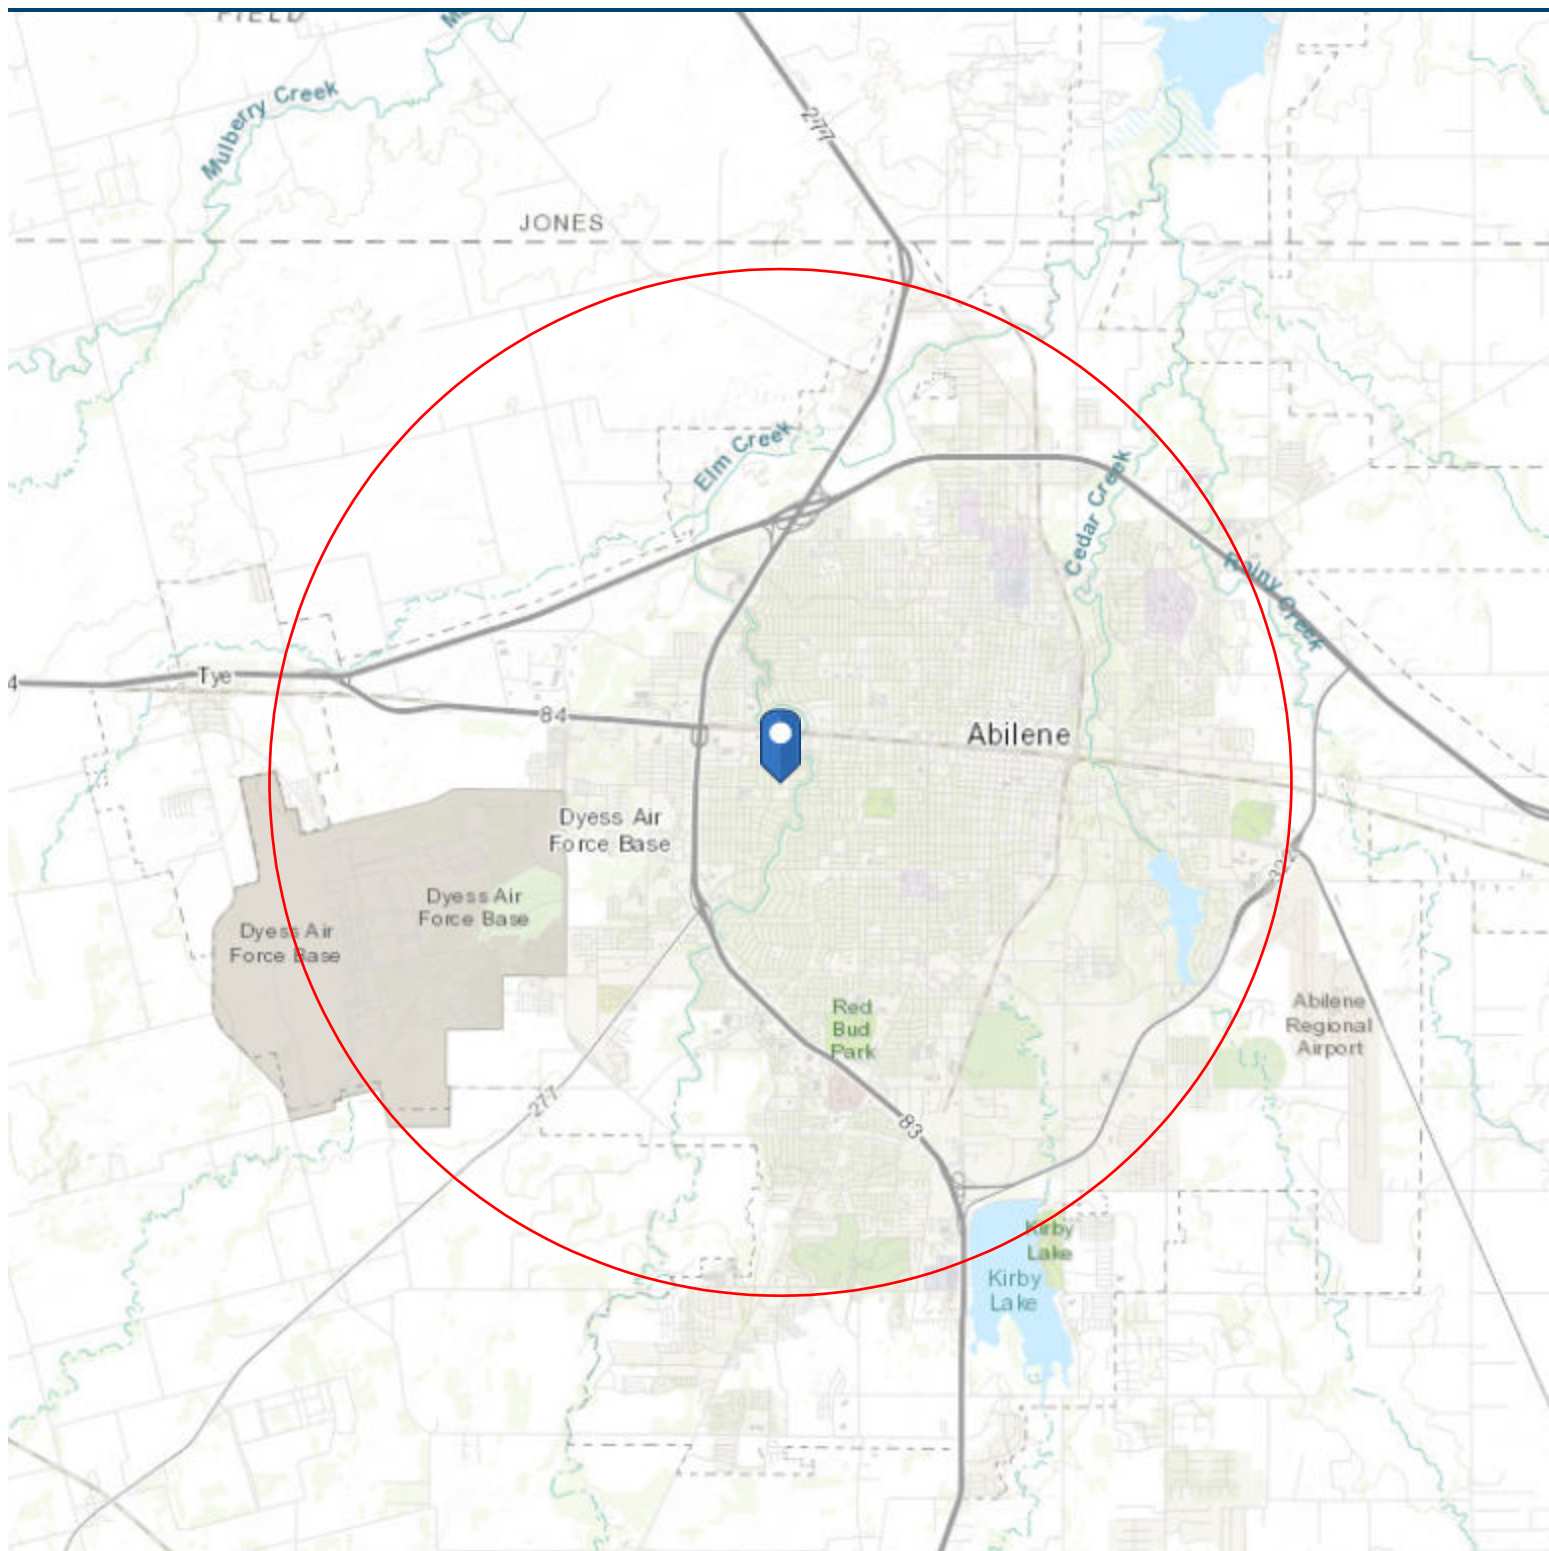 FIELD
Mulberry Creek
277
JONES
Elm Creek
Cedar Creek
Rainy Creek
4
Tye
84
Abilene
Dyess Air
Force Base
Dyess Air
Force Base
Dyess Air
Force Base
322
Red
Bud
Park
Abilene
Regional
Airport
277
83
Kirby
Lake
Kirby
Lake